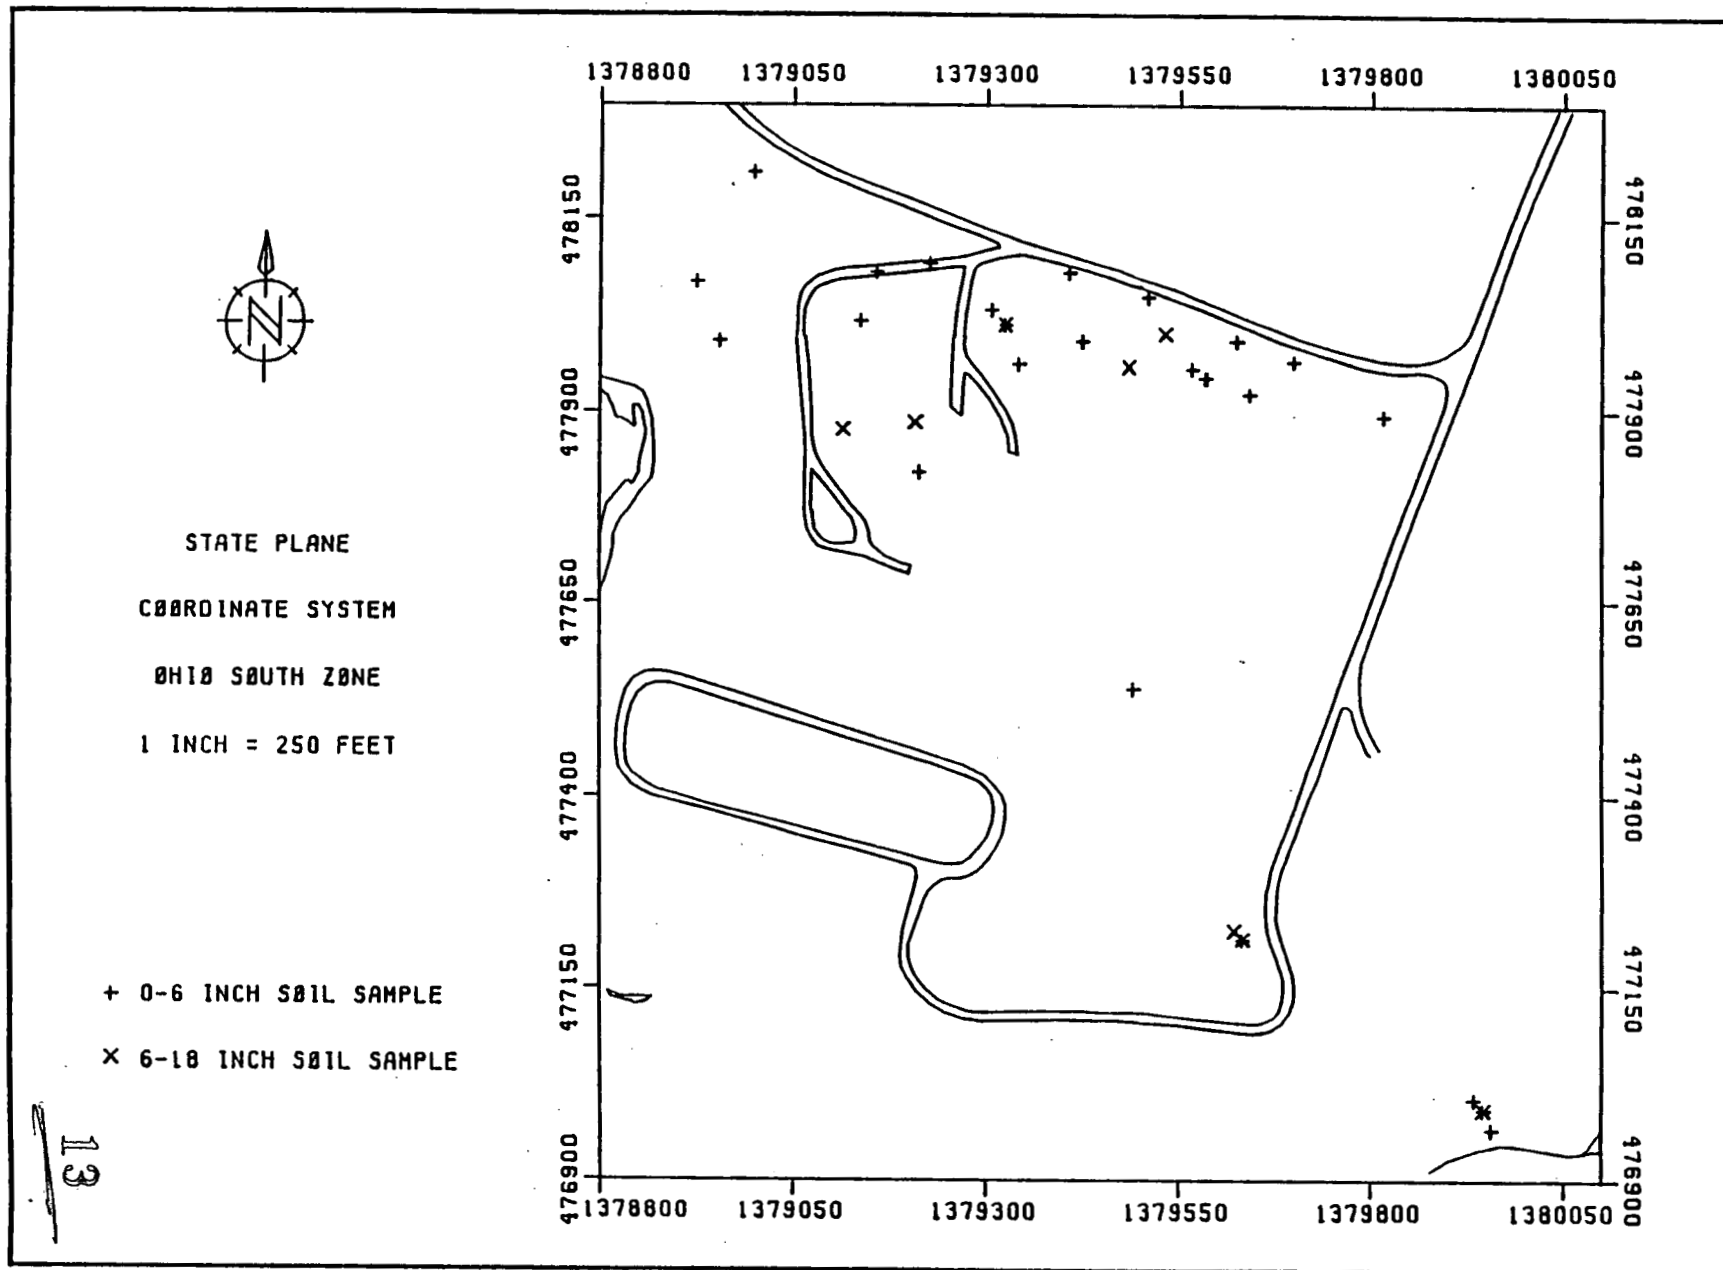 1378800 1379050 1379300 1379550 1379800 1380050
478150 478150
477900 477900
STATE PLANE
CØØRDINATE SYSTEM
ØHIØ SØUTH ZØNE
1 INCH = 250 FEET
477650 477650
477400 477400
477150 477150
+ 0-6 INCH SØIL SAMPLE
× 6-18 INCH SØIL SAMPLE
476900 476900
1378800 1379050 1379300 1379550 1379800 1380050
N
13